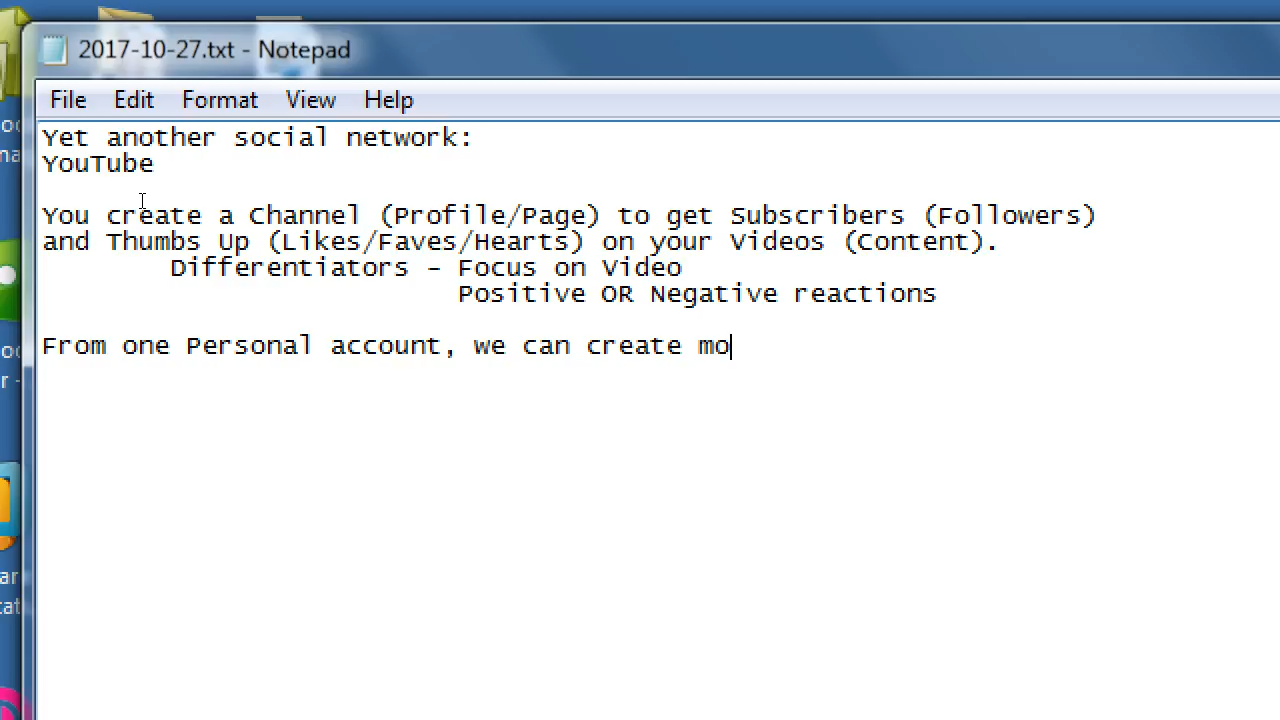 2017-10-27.txt - Notepad
File Edit Format View Help
Yet another social network:
YouTube
You create a Channel (Profile/Page) to get Subscribers (Followers)
and Thumbs Up (Likes/Faves/Hearts) on your Videos (Content).
Differentiators - Focus on Video
Positive OR Negative reactions
From one Personal account, we can create mo